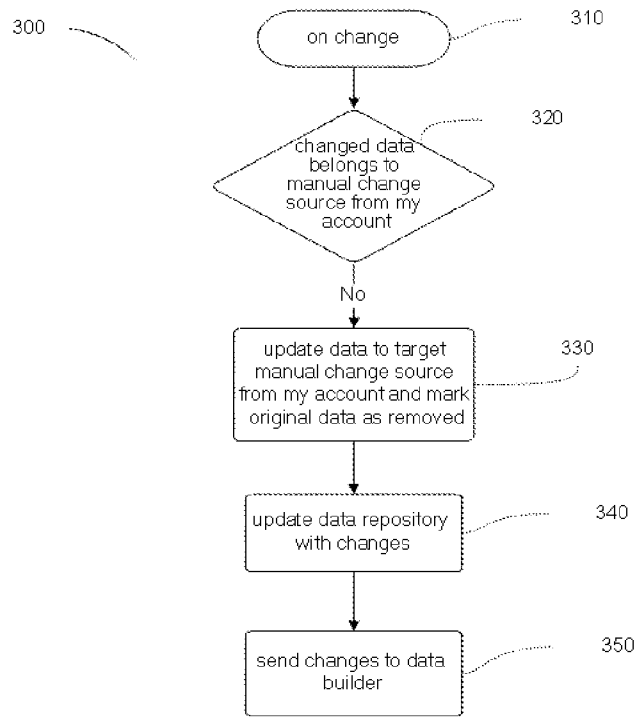 300
on change
310
320
changed data
belongs to
manual change
source from my
account
No
update data to target
manual change source
from my account and mark
original data as removed
330
update data repository
with changes
340
send changes to data
builder
350